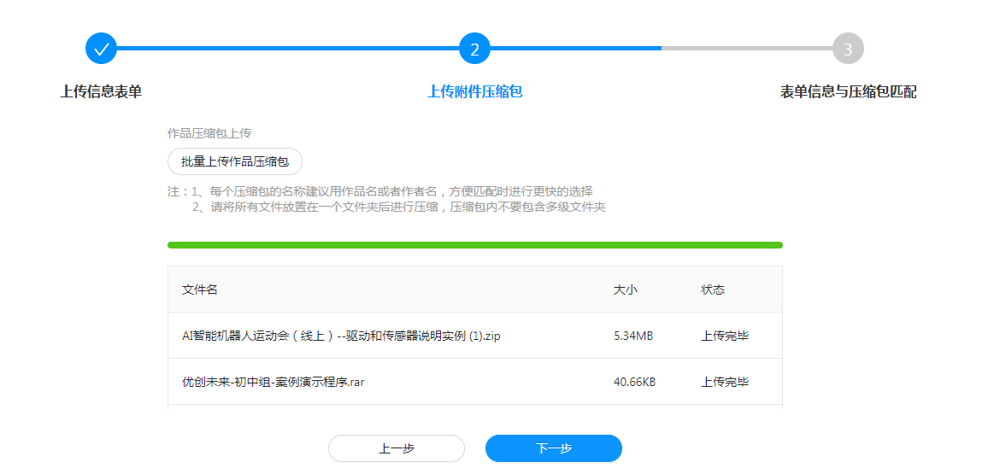 2
3
上传信息表单
上传附件压缩包
表单信息与压缩包匹配
作品压缩包上传
批量上传作品压缩包
注：1、每个压缩包的名称建议用作品名或者作者名，方便匹配时进行更快的选择
2、请将所有文件放置在一个文件夹后进行压缩，压缩包内不要包含多级文件夹
文件名 大小 状态
AI智能机器人运动会（线上）--驱动和传感器说明实例 (1).zip 5.34MB 上传完毕
优创未来-初中组-案例演示程序.rar 40.66KB 上传完毕
上一步 下一步